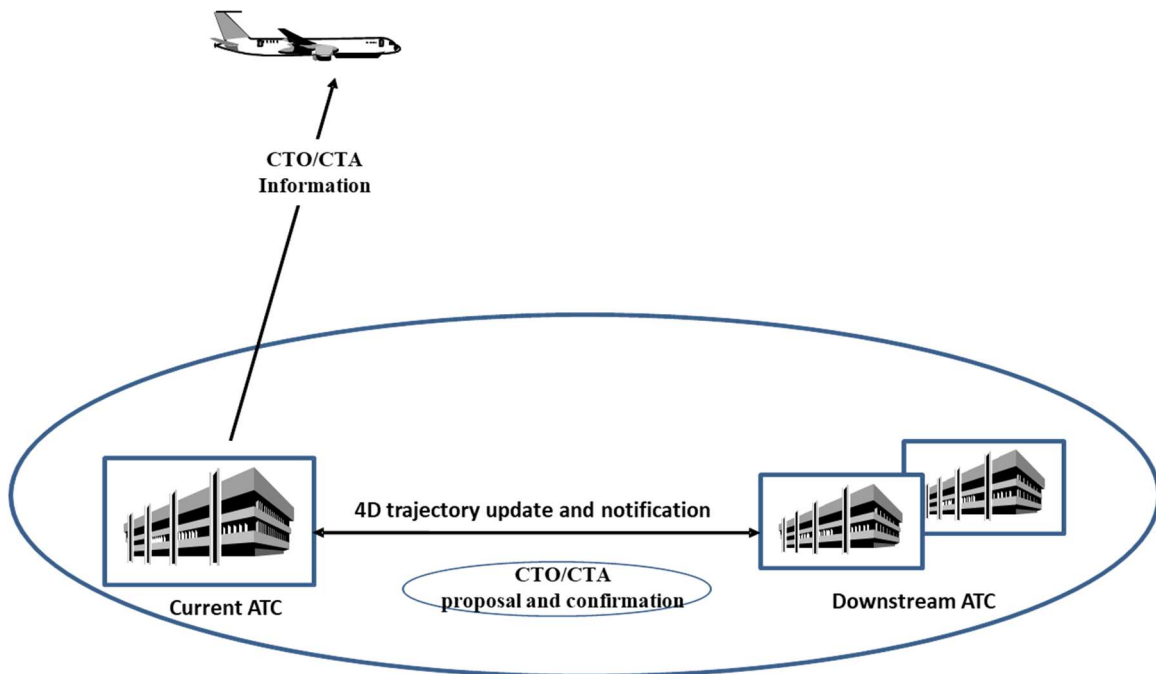 CTO/CTA
Information
4D trajectory update and notification
CTO/CTA
proposal and confirmation
Current ATC
Downstream ATC